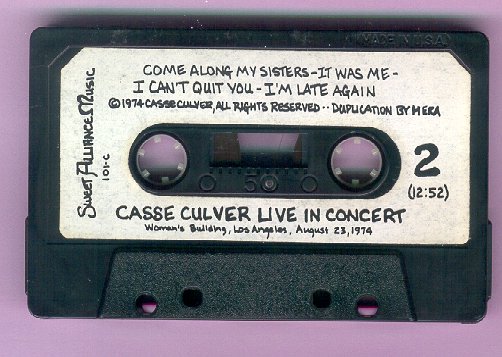 MADE IN U.S.A.
COME ALONG MY SISTERS-IT WAS ME-
I CAN'T QUIT YOU-I'M LATE AGAIN
©1974 CASSE CULVER, ALL RIGHTS RESERVED·· DUPLICATION BY HERA
SWEET ALLIANCE MUSIC
101-C
2
(12:52)
50
CASSE CULVER LIVE IN CONCERT
Woman's Building, Los Angeles, August 23, 1974